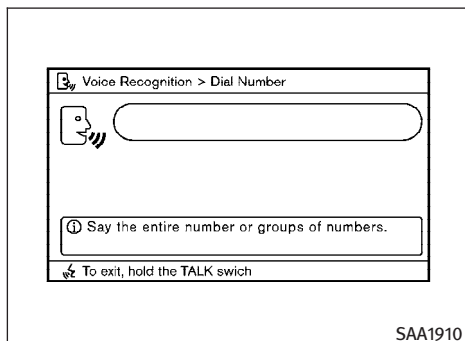 Voice Recognition > Dial Number
Say the entire number or groups of numbers.
To exit, hold the TALK swich
SAA1910